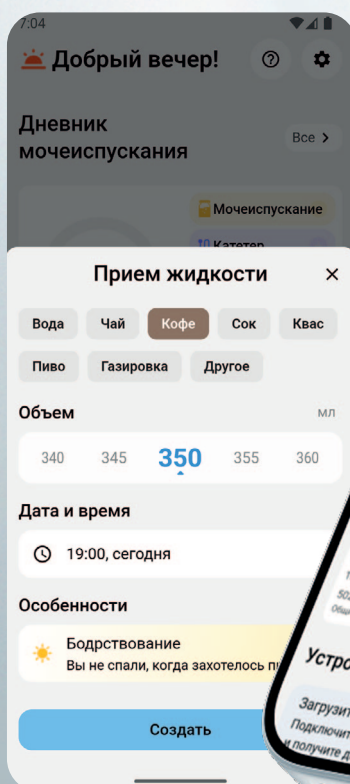 7:04
Добрый вечер!
Дневник
мочеиспускания
Все
Мочеиспускание
Катетер
Прием жидкости
Вода Чай Кофе Сок Квас
Пиво Газировка Другое
Объем мл
340 345 350 355 360
Дата и время
19:00, сегодня
Особенности
Бодрствование
Вы не спали, когда захотелось
Создать
Загрузит
Подключит
и получите